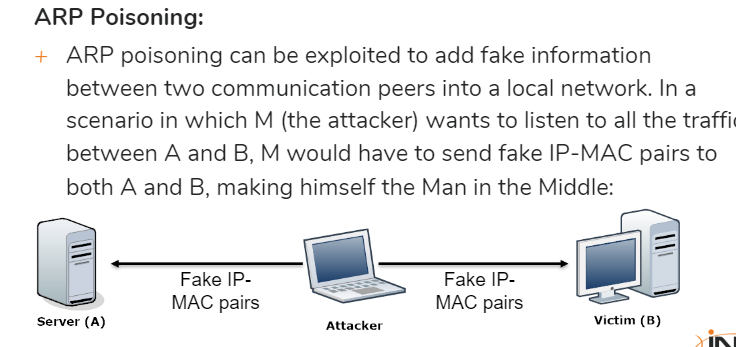 ARP Poisoning:
+ ARP poisoning can be exploited to add fake information
between two communication peers into a local network. In a
scenario in which M (the attacker) wants to listen to all the traffic
between A and B, M would have to send fake IP-MAC pairs to
both A and B, making himself the Man in the Middle:
Fake IP-
MAC pairs
Fake IP-
MAC pairs
Server (A)
Attacker
Victim (B)